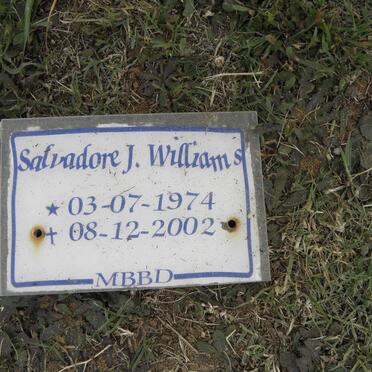 Salvadore J. Williams
★ 03-07-1974
✝ 08-12-2002
MBBD